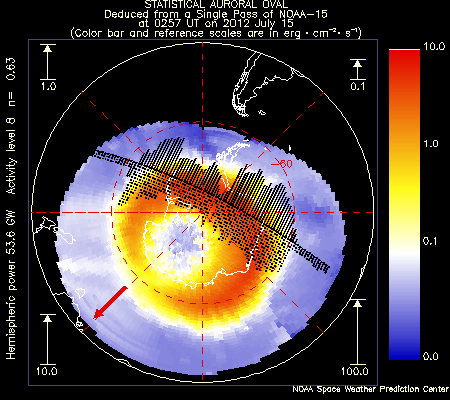 STATISTICAL AURORAL OVAL
Deduced from a Single Pass of NOAA-15
at 0257 UT on 2012 July 15
(Color bar and reference scales are in erg·cm⁻²·s⁻¹)
1.0
0.1
10.0
1.0
0.1
0.0
-60
Hemispheric power 53.6 GW Activity level 8 n= 0.63
10.0
100.0
NOAA Space Weather Prediction Center